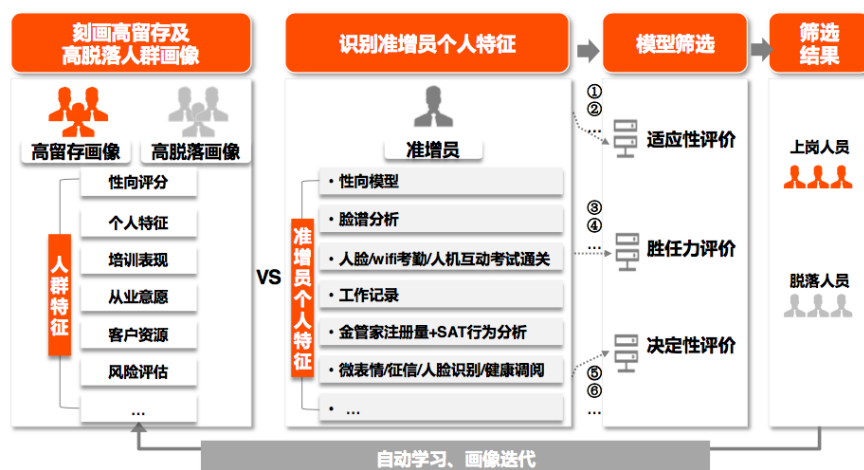 刻画高留存及
高脱落人群画像
识别准增员个人特征
模型筛选
筛选
结果
高留存画像
高脱落画像
人群特征
性向评分
个人特征
培训表现
从业意愿
客户资源
风险评估
...
VS
准增员
准增员个人特征
· 性向模型
· 脸谱分析
· 人脸/wifi考勤/人机互动考试通关
· 工作记录
· 金管家注册量+SAT行为分析
· 微表情/征信/人脸识别/健康调阅
· ...
①
②
...
适应性评价
③
④
...
胜任力评价
决定性评价
⑤
⑥
...
上岗人员
脱落人员
自动学习、画像迭代